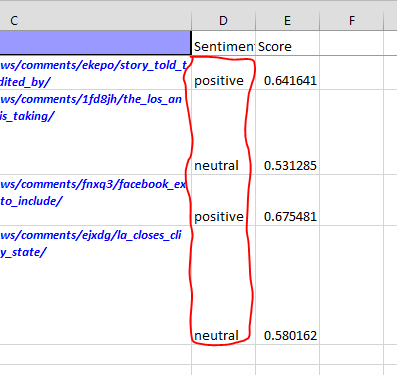 C D E F
Sentimen Score
ws/comments/ekepo/story_told_t
dited_by/
positive 0.641641
ws/comments/1fd8jh/the_los_an
is_taking/
neutral 0.531285
ws/comments/fnxq3/facebook_ex
to_include/
positive 0.675481
ws/comments/ejxdg/la_closes_cli
y_state/
neutral 0.580162